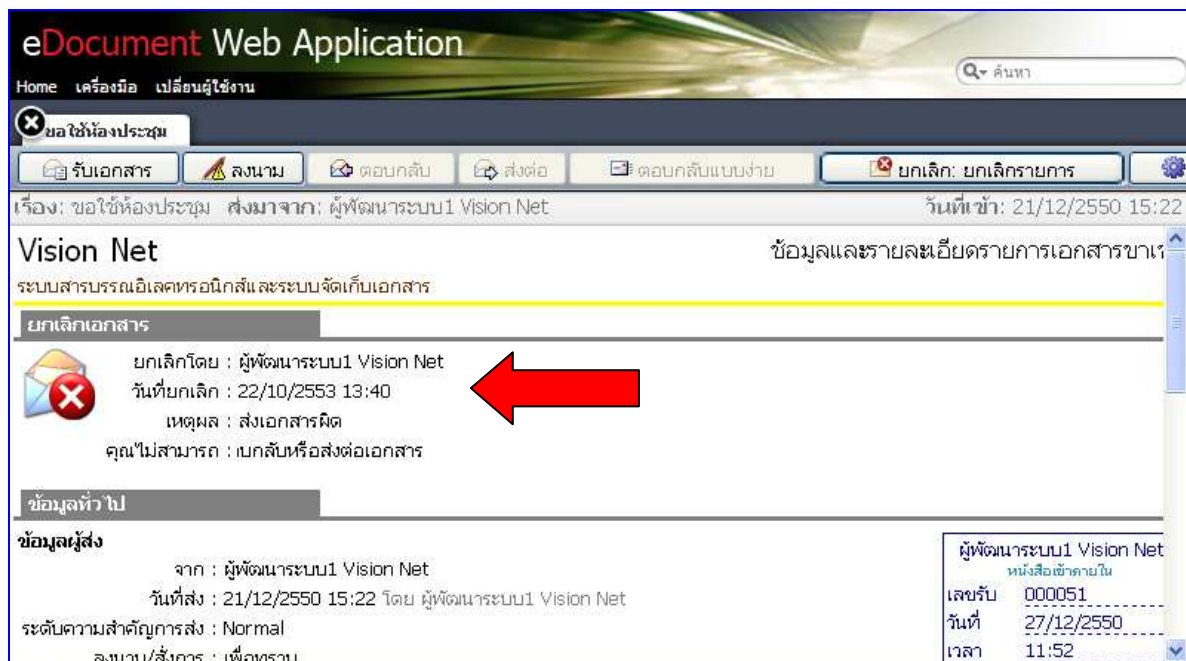 eDocument Web Application
ค้นหา
Home เครื่องมือ เปลี่ยนผู้ใช้งาน
ขอใช้ห้องประชุม
รับเอกสาร ลงนาม ตอบกลับ ส่งต่อ ตอบกลับแบบง่าย ยกเลิก: ยกเลิกรายการ
เรื่อง: ขอใช้ห้องประชุม ส่งมาจาก: ผู้พัฒนาระบบ1 Vision Net วันที่เข้า: 21/12/2550 15:22
Vision Net ข้อมูลและรายละเอียดรายการเอกสารขาเ
ระบบสารบรรณอิเลคทรอนิกส์และระบบจัดเก็บเอกสาร
ยกเลิกเอกสาร
ยกเลิกโดย : ผู้พัฒนาระบบ1 Vision Net
วันที่ยกเลิก : 22/10/2553 13:40
เหตุผล : ส่งเอกสารผิด
คุณไม่สามารถ : บกลับหรือส่งต่อเอกสาร
ข้อมูลทั่วไป
ข้อมูลผู้ส่ง
จาก : ผู้พัฒนาระบบ1 Vision Net
วันที่ส่ง : 21/12/2550 15:22 โดย ผู้พัฒนาระบบ1 Vision Net
ระดับความสำคัญการส่ง : Normal
ลงนาม/สั่งการ : เพื่อทราบ
ผู้พัฒนาระบบ1 Vision Net
หนังสือเข้าภายใน
เลขรับ 000051
วันที่ 27/12/2550
เวลา 11:52